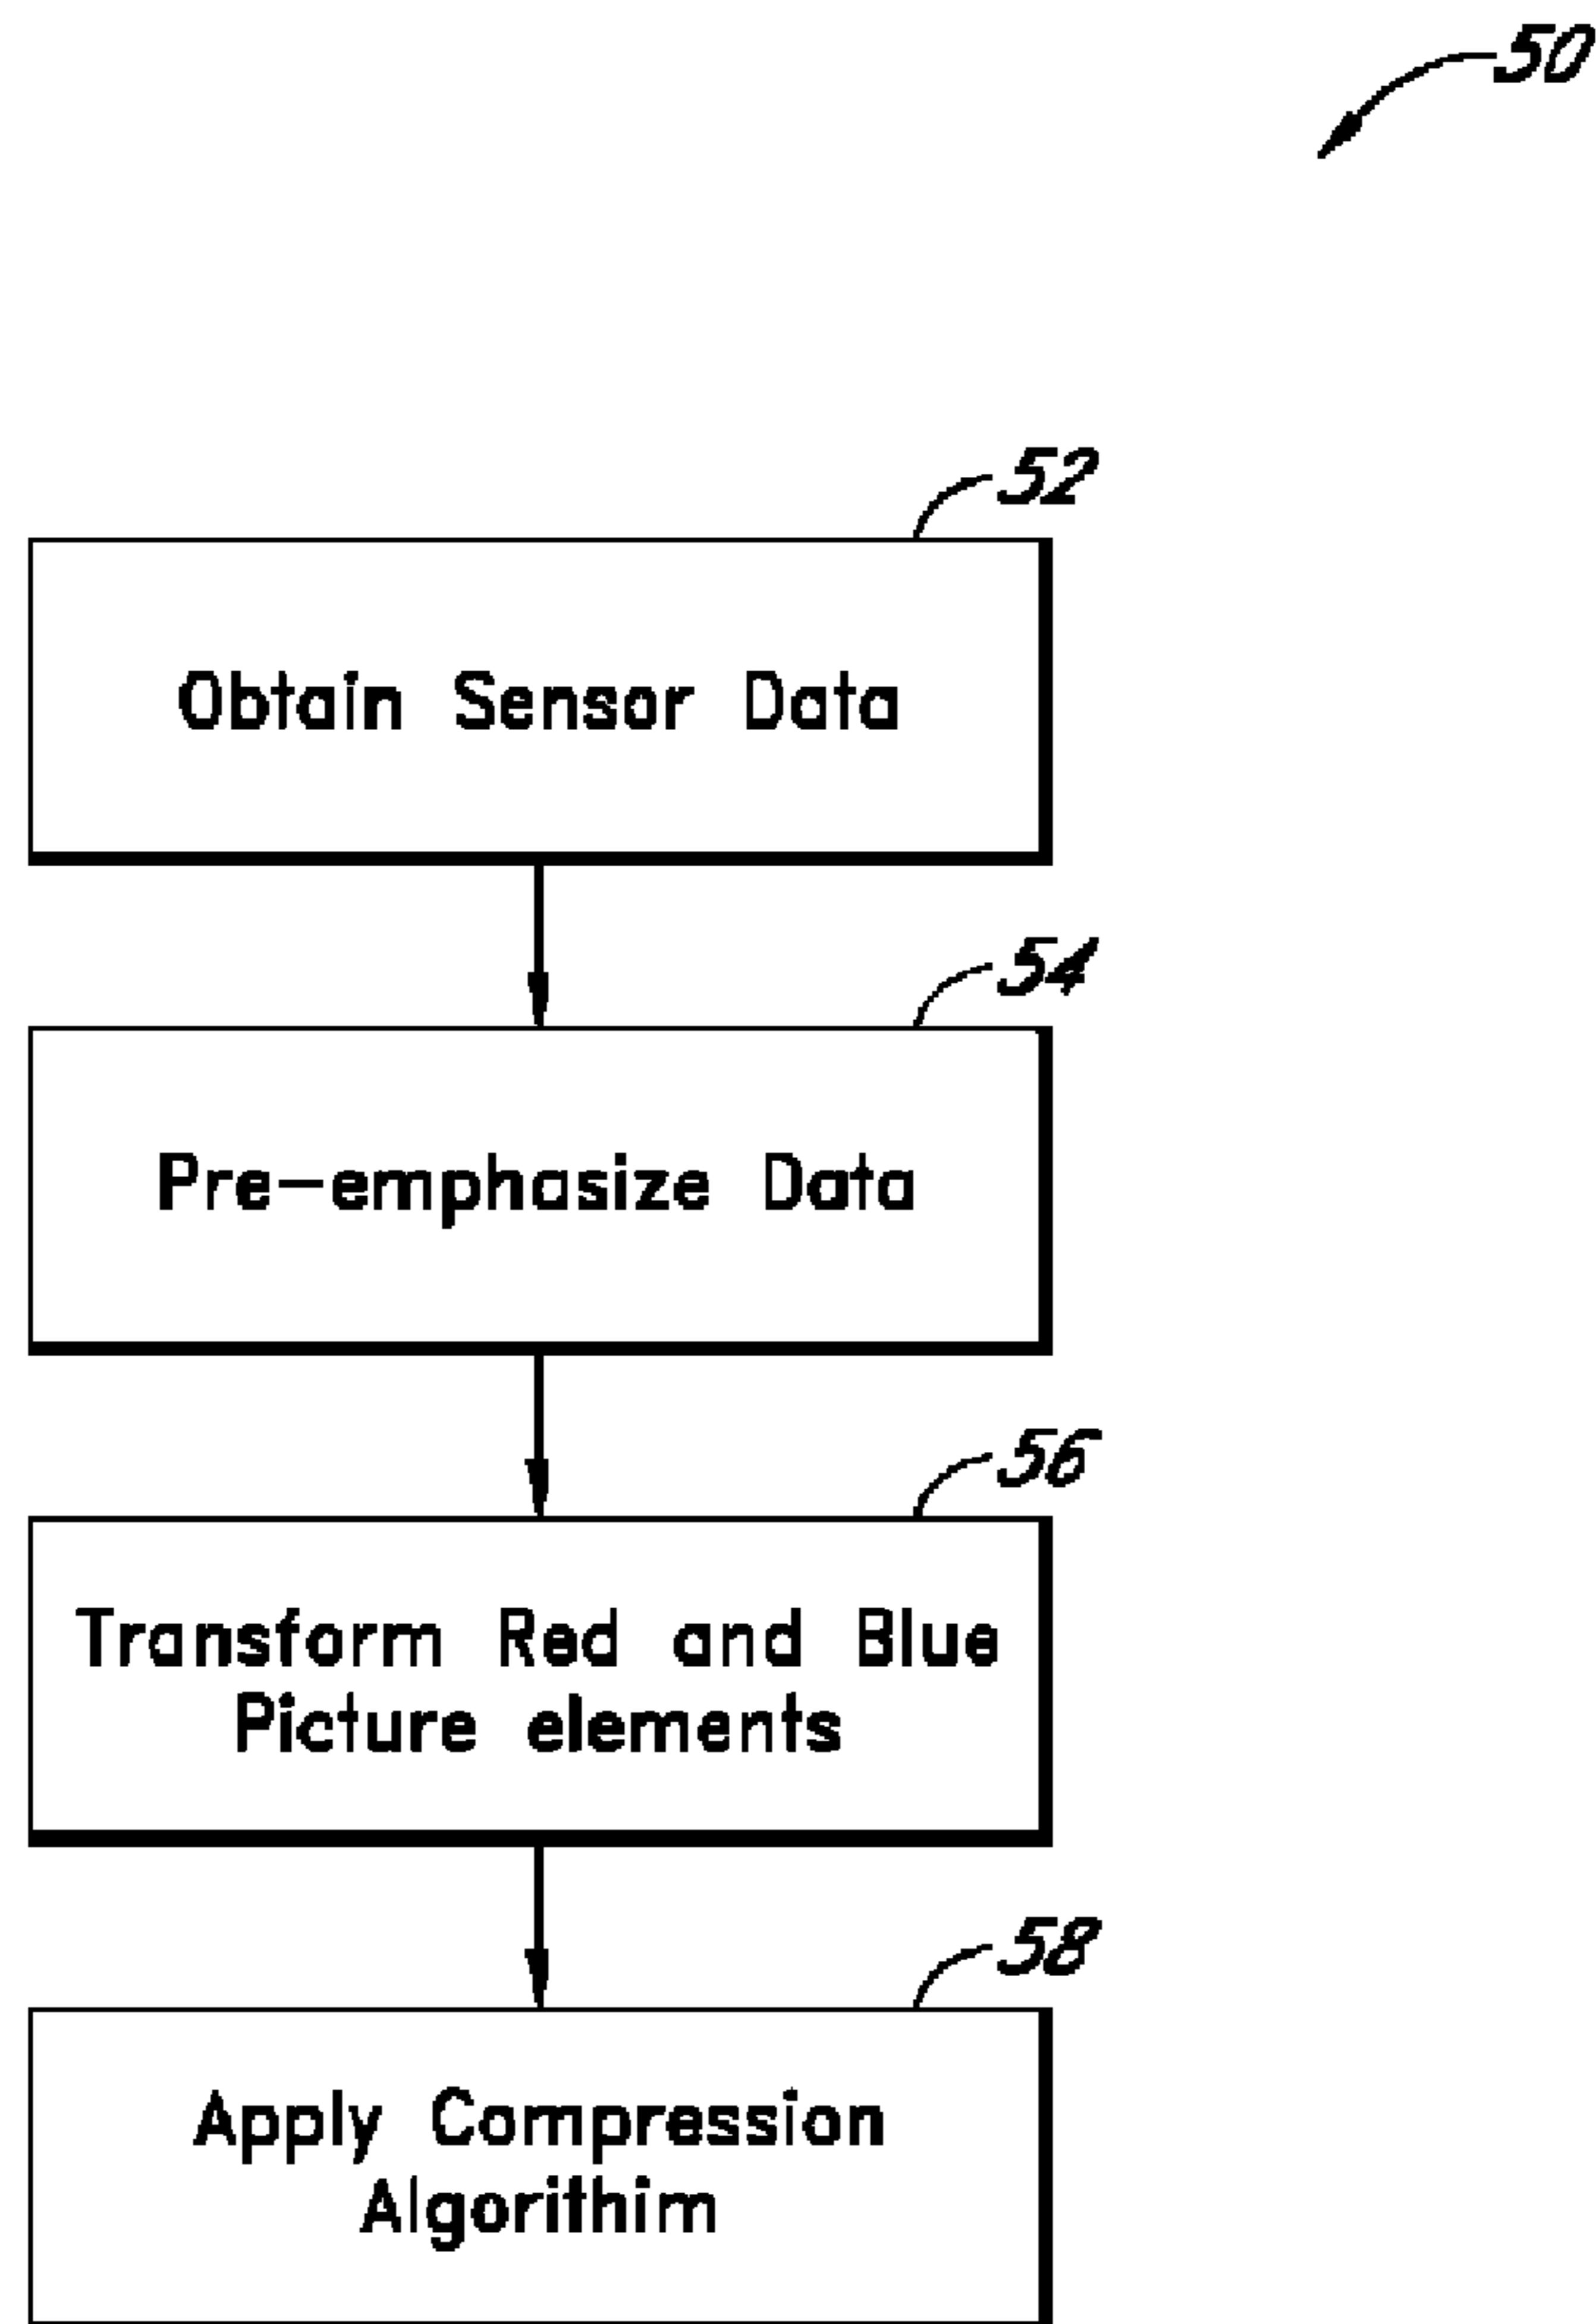 50
52
Obtain Sensor Data
54
Pre-emphasize Data
56
Transform Red and Blue
Picture elements
58
Apply Compression
Algorithim